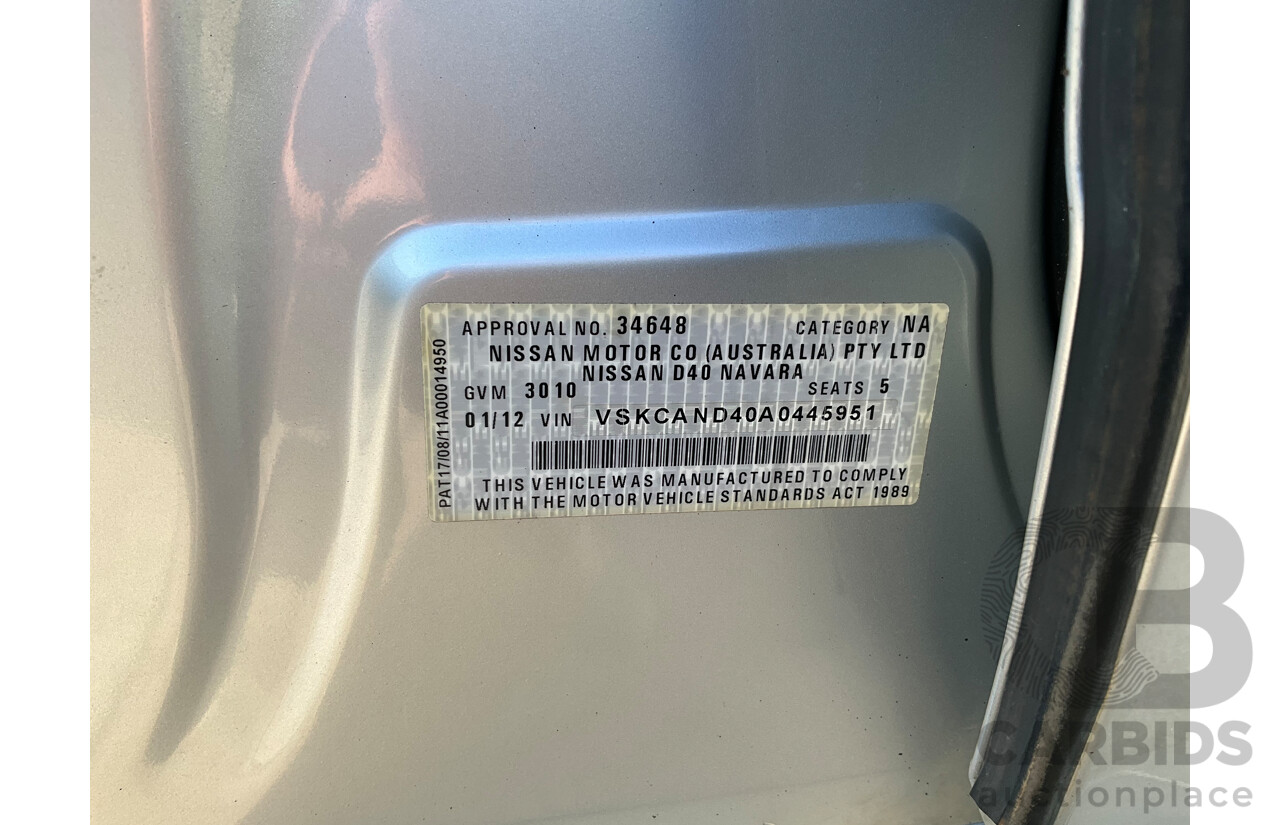 APPROVAL NO. 34648 CATEGORY NA
NISSAN MOTOR CO (AUSTRALIA) PTY LTD
NISSAN D40 NAVARA
GVM 3010 SEATS 5
01/12 VIN VSKCAND40A0445951
THIS VEHICLE WAS MANUFACTURED TO COMPLY
WITH THE MOTOR VEHICLE STANDARDS ACT 1989
PAT17/08/11A00014950
CB
CARBIDS
auctionplace